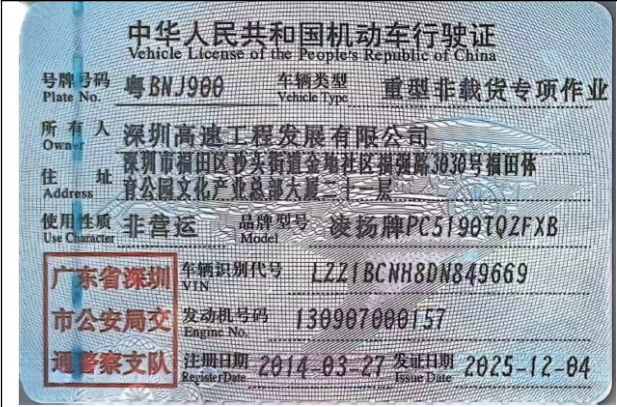 中华人民共和国机动车行驶证
Vehicle License of the People's Republic of China
号牌号码 粤BNJ900 车辆类型 重型非载货专项作业
Plate No. Vehicle Type
所有人 深圳高速工程发展有限公司
Owner
住址 深圳市福田区沙头街道金地社区福强路3030号福田体
Address 育公园文化产业总部大厦二十一层
使用性质 非营运 品牌型号 凌扬牌PC5190TQZFXB
Use Character Model
广东省深圳 车辆识别代号 LZZ1BCNH8DN849669
VIN
市公安局交 发动机号码 130907000157
Engine No.
通警察支队 注册日期 2014-03-27 发证日期 2025-12-04
Register Date Issue Date